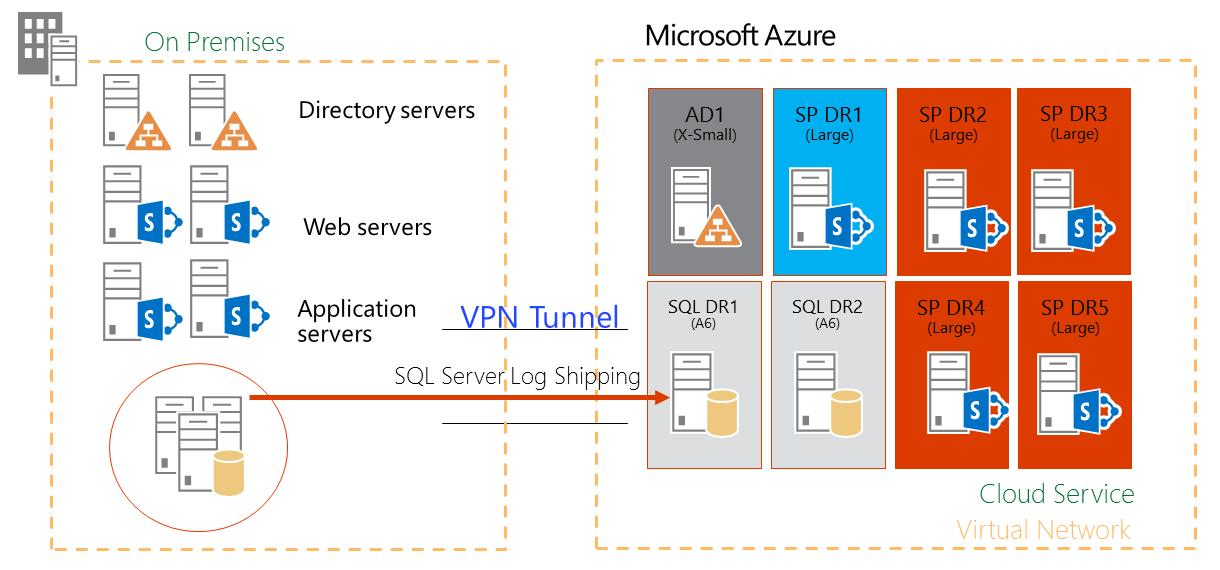 On Premises
Microsoft Azure
Directory servers
Web servers
Application
servers
VPN Tunnel
SQL Server Log Shipping
AD1
(X-Small)
SP DR1
(Large)
SP DR2
(Large)
SP DR3
(Large)
S
S
S
S
S
S
S
SQL DR1
(A6)
SQL DR2
(A6)
SP DR4
(Large)
SP DR5
(Large)
S
S
Cloud Service
Virtual Network